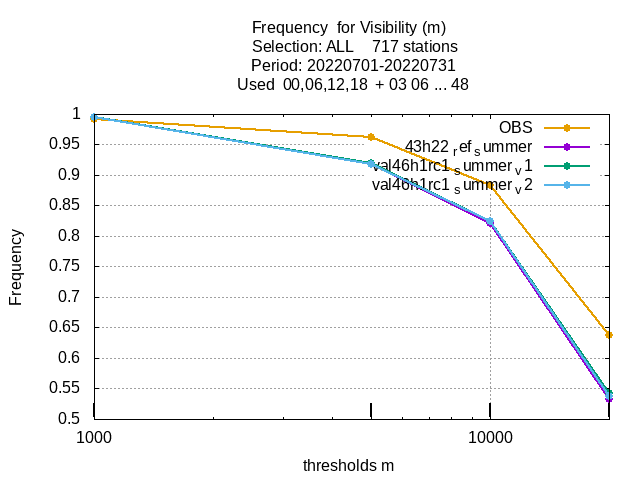 Frequency for Visibility (m)
Selection: ALL 717 stations
Period: 20220701-20220731
Used 00,06,12,18 + 03 06 ... 48
OBS
43h22 ref summer
val46h1rc1 summer v1
val46h1rc1 summer v2
1
0.95
0.9
0.85
0.8
0.75
0.7
0.65
0.6
0.55
0.5
Frequency
1000 10000
thresholds m